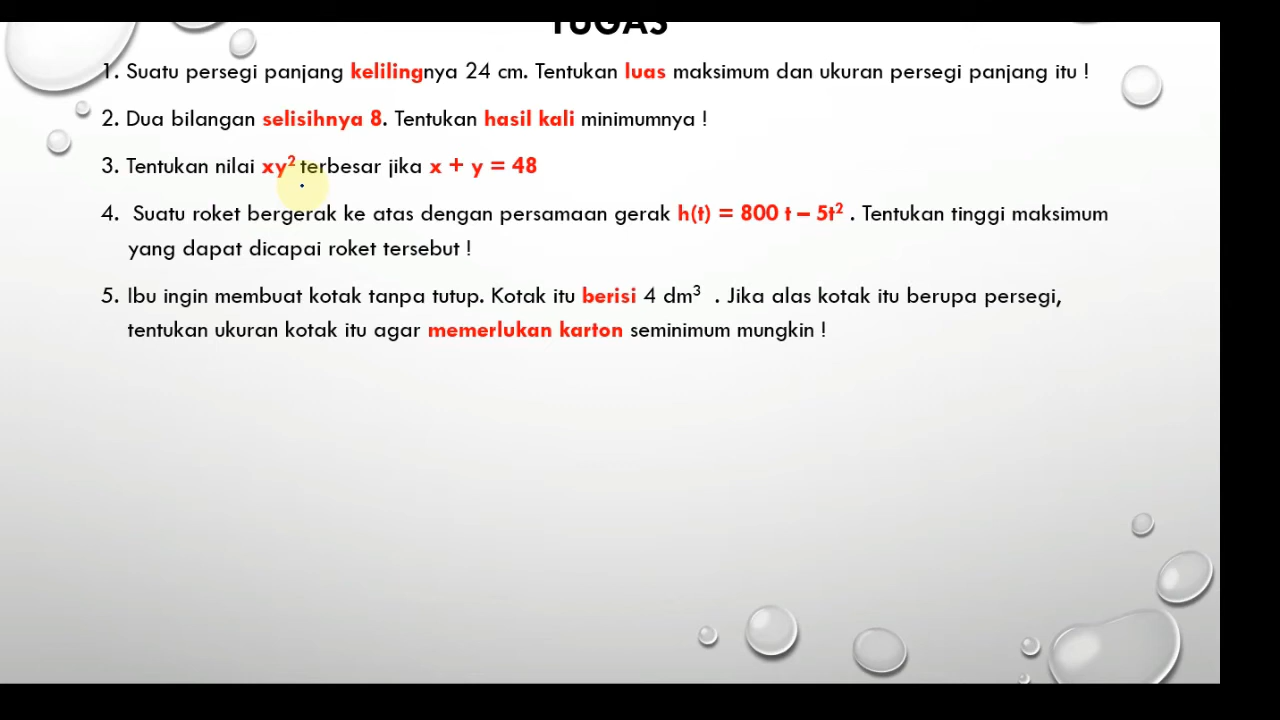 TUGAS
1. Suatu persegi panjang kelilingnya 24 cm. Tentukan luas maksimum dan ukuran persegi panjang itu !
2. Dua bilangan selisihnya 8. Tentukan hasil kali minimumnya !
3. Tentukan nilai xy² terbesar jika x + y = 48
4. Suatu roket bergerak ke atas dengan persamaan gerak h(t) = 800 t – 5t² . Tentukan tinggi maksimum
yang dapat dicapai roket tersebut !
5. Ibu ingin membuat kotak tanpa tutup. Kotak itu berisi 4 dm³ . Jika alas kotak itu berupa persegi,
tentukan ukuran kotak itu agar memerlukan karton seminimum mungkin !